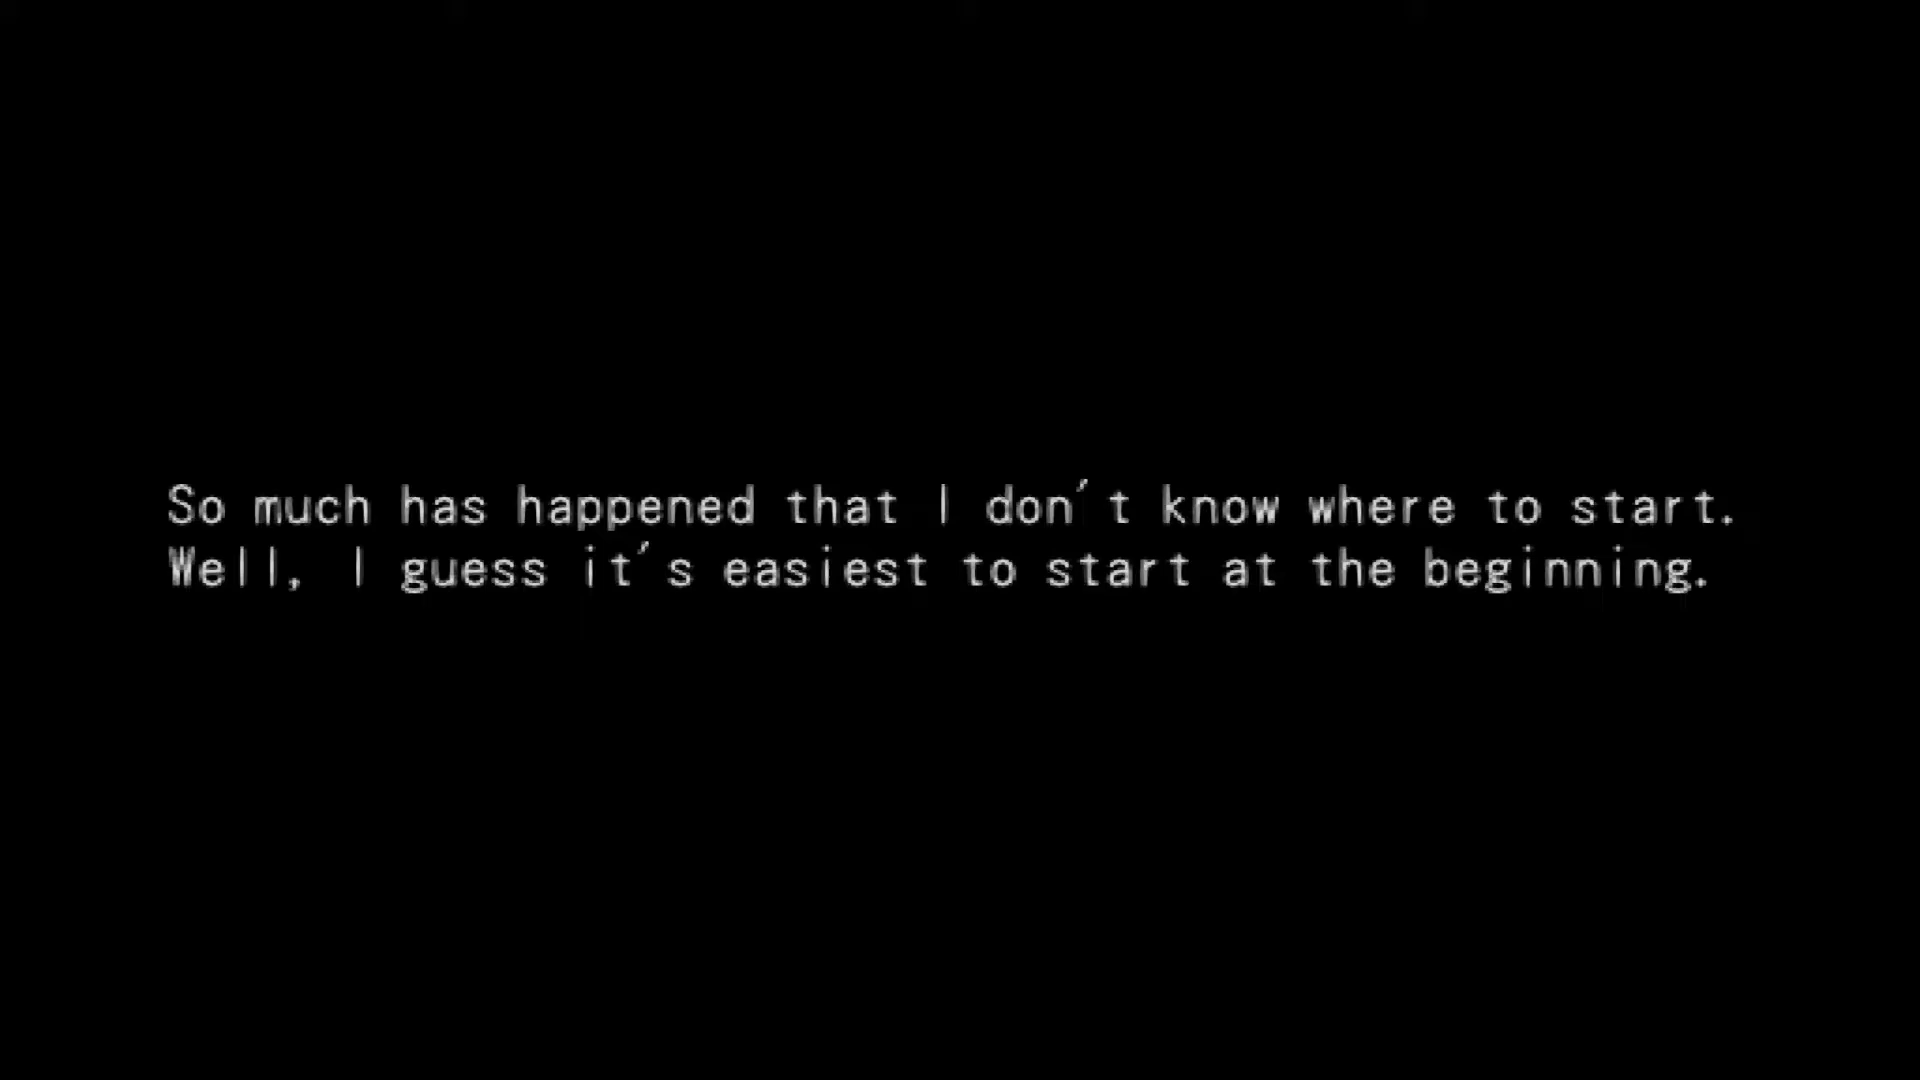 So much has happened that I don't know where to start.
Well, I guess it's easiest to start at the beginning.